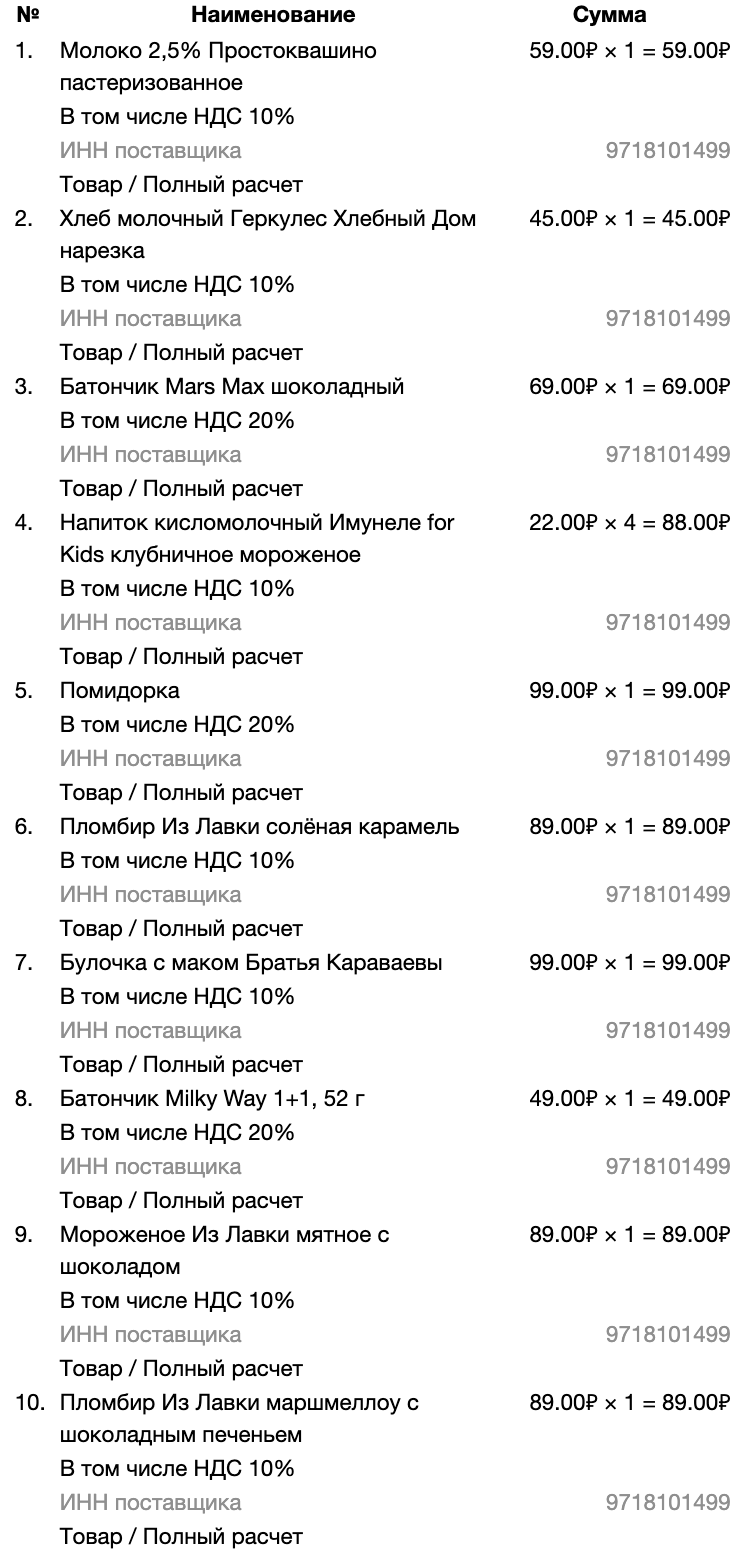 № Наименование Сумма
1. Молоко 2,5% Простоквашино 59.00₽ × 1 = 59.00₽
пастеризованное
В том числе НДС 10%
ИНН поставщика 9718101499
Товар / Полный расчет
2. Хлеб молочный Геркулес Хлебный Дом 45.00₽ × 1 = 45.00₽
нарезка
В том числе НДС 10%
ИНН поставщика 9718101499
Товар / Полный расчет
3. Батончик Mars Max шоколадный 69.00₽ × 1 = 69.00₽
В том числе НДС 20%
ИНН поставщика 9718101499
Товар / Полный расчет
4. Напиток кисломолочный Имунеле for 22.00₽ × 4 = 88.00₽
Kids клубничное мороженое
В том числе НДС 10%
ИНН поставщика 9718101499
Товар / Полный расчет
5. Помидорка 99.00₽ × 1 = 99.00₽
В том числе НДС 20%
ИНН поставщика 9718101499
Товар / Полный расчет
6. Пломбир Из Лавки солёная карамель 89.00₽ × 1 = 89.00₽
В том числе НДС 10%
ИНН поставщика 9718101499
Товар / Полный расчет
7. Булочка с маком Братья Караваевы 99.00₽ × 1 = 99.00₽
В том числе НДС 10%
ИНН поставщика 9718101499
Товар / Полный расчет
8. Батончик Milky Way 1+1, 52 г 49.00₽ × 1 = 49.00₽
В том числе НДС 20%
ИНН поставщика 9718101499
Товар / Полный расчет
9. Мороженое Из Лавки мятное с 89.00₽ × 1 = 89.00₽
шоколадом
В том числе НДС 10%
ИНН поставщика 9718101499
Товар / Полный расчет
10. Пломбир Из Лавки маршмеллоу с 89.00₽ × 1 = 89.00₽
шоколадным печеньем
В том числе НДС 10%
ИНН поставщика 9718101499
Товар / Полный расчет